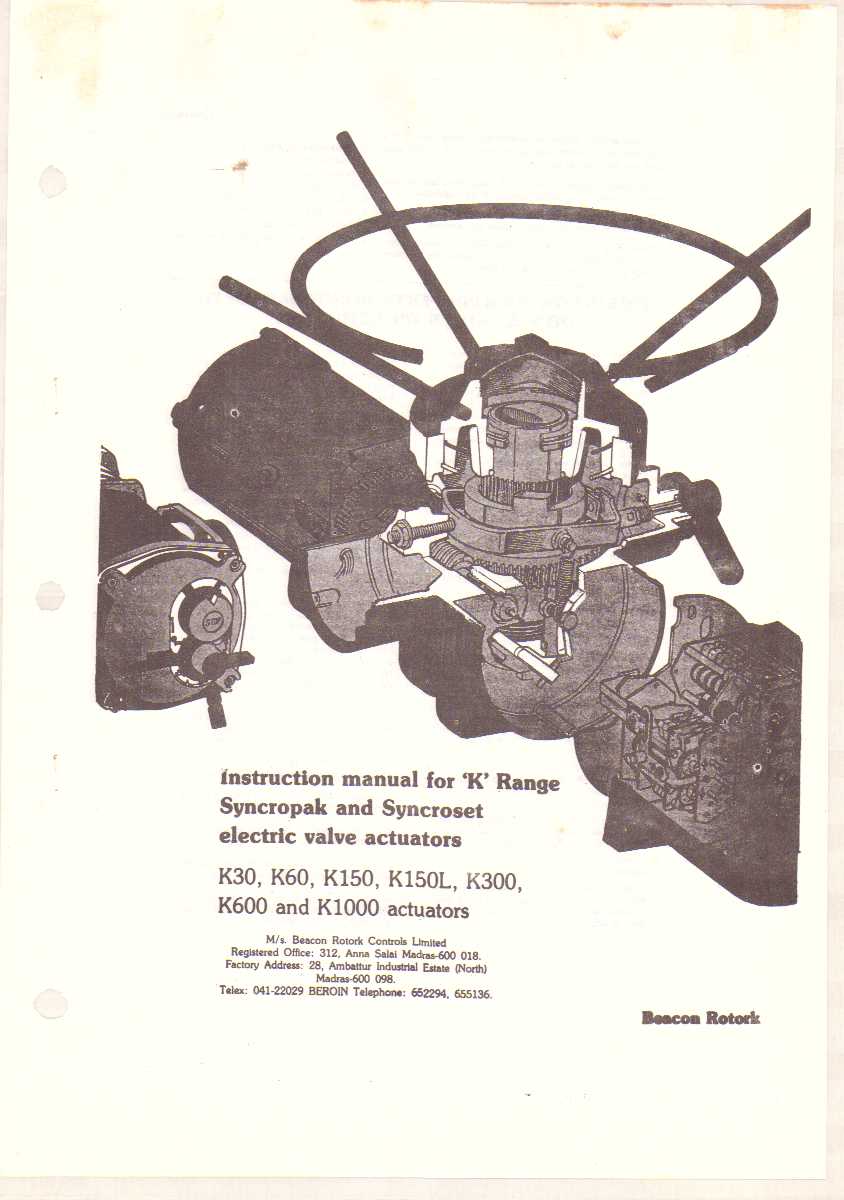 STOP
Instruction manual for 'K' Range
Syncropak and Syncroset
electric valve actuators
K30, K60, K150, K150L, K300,
K600 and K1000 actuators
M/s. Beacon Rotork Controls Limited
Registered Office: 312, Anna Salai Madras-600 018.
Factory Address: 28, Ambattur Industrial Estate (North)
Madras-600 098.
Telex: 041-22029 BEROIN Telephone: 652294, 655136.
Beacon Rotork